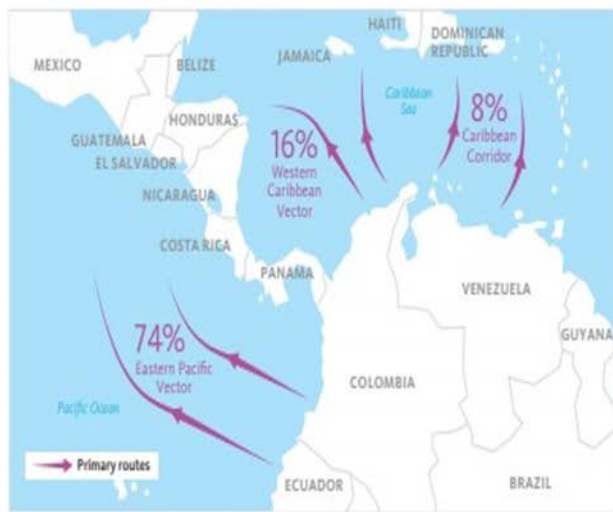 HAITI
DOMINICAN
REPUBLIC
JAMAICA
MEXICO
BELIZE
Caribbean
Sea
8%
Caribbean
Corridor
HONDURAS
GUATEMALA
16%
Western
Caribbean
Vector
EL SALVADOR
NICARAGUA
COSTA RICA
PANAMA
VENEZUELA
GUYANA
74%
Eastern Pacific
Vector
COLOMBIA
Pacific Ocean
Primary routes
ECUADOR
BRAZIL